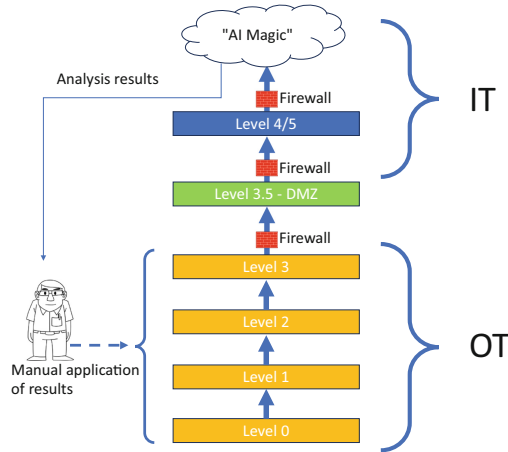 "AI Magic"
Analysis results
Firewall
IT
Level 4/5
Firewall
Level 3.5 - DMZ
Firewall
Level 3
Level 2
OT
Manual application
of results
Level 1
Level 0